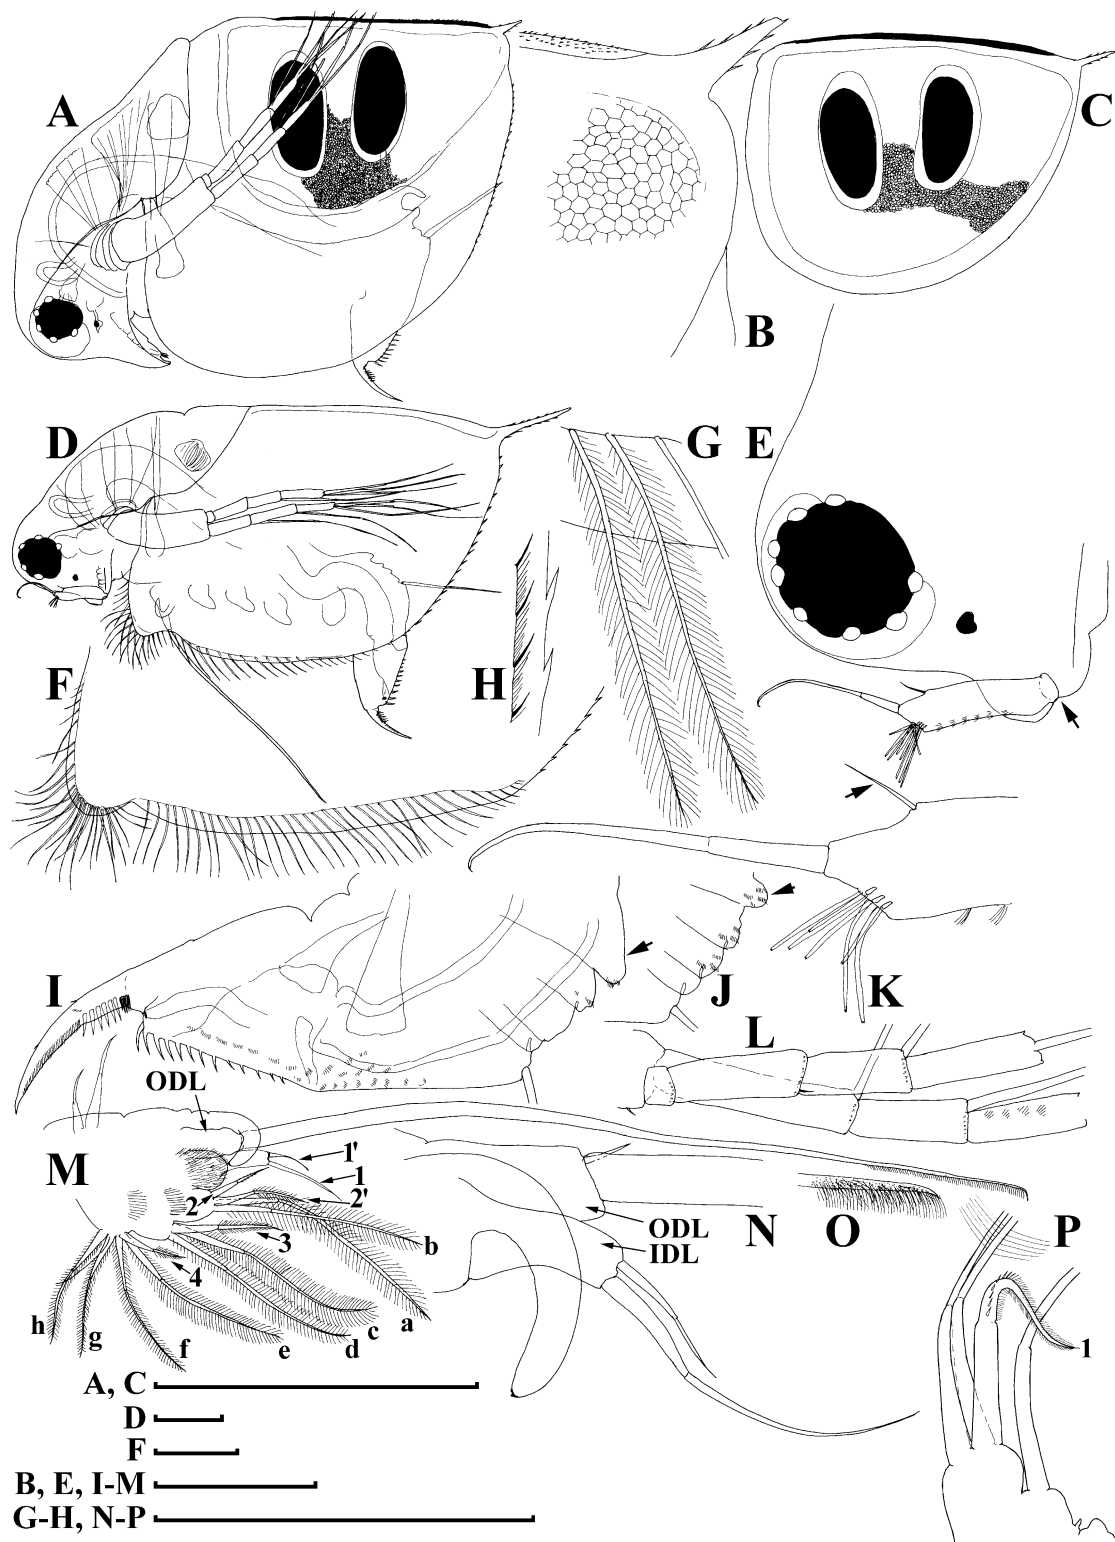 A
B
C
D
E
F
G
H
I
J
K
L
ODL
M
1'
1
2
2'
3
4
a
b
c
d
e
f
g
h
ODL
IDL
N
O
P
1
A, C
D
F
B, E, I-M
G-H, N-P